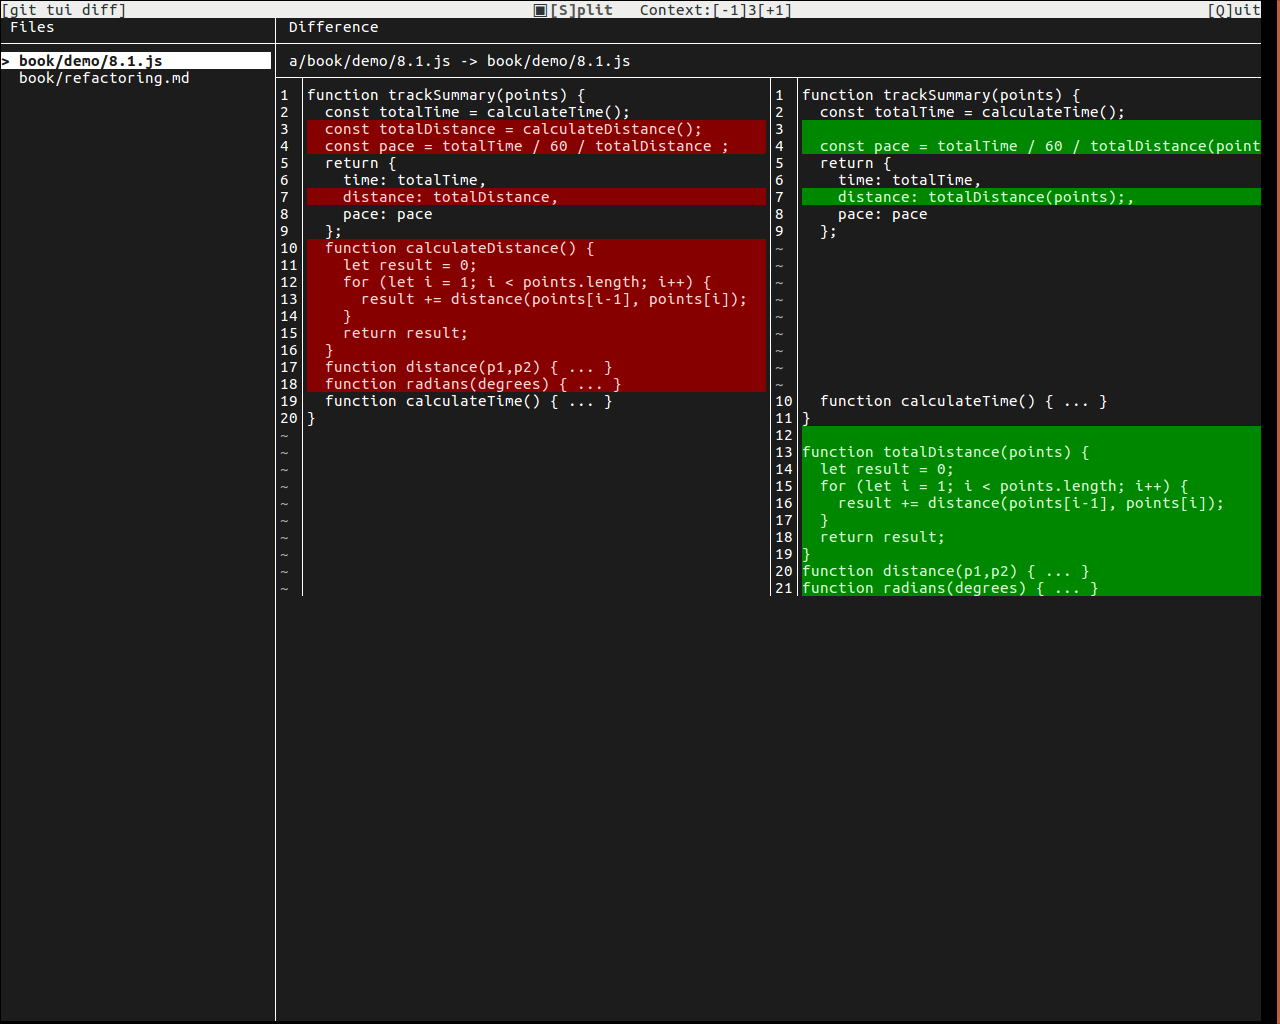 [git tui diff] ▣[S]plit Context:[-1]3[+1] [Q]uit
Files
> book/demo/8.1.js
book/refactoring.md
Difference
a/book/demo/8.1.js -> book/demo/8.1.js
1 function trackSummary(points) {
2 const totalTime = calculateTime();
3 const totalDistance = calculateDistance();
4 const pace = totalTime / 60 / totalDistance ;
5 return {
6 time: totalTime,
7 distance: totalDistance,
8 pace: pace
9 };
10 function calculateDistance() {
11 let result = 0;
12 for (let i = 1; i < points.length; i++) {
13 result += distance(points[i-1], points[i]);
14 }
15 return result;
16 }
17 function distance(p1,p2) { ... }
18 function radians(degrees) { ... }
19 function calculateTime() { ... }
20 }
~
~
~
~
~
~
~
~
~
~
1 function trackSummary(points) {
2 const totalTime = calculateTime();
3
4 const pace = totalTime / 60 / totalDistance(point
5 return {
6 time: totalTime,
7 distance: totalDistance(points);,
8 pace: pace
9 };
~
~
~
~
~
~
~
~
~
10 function calculateTime() { ... }
11 }
12
13 function totalDistance(points) {
14 let result = 0;
15 for (let i = 1; i < points.length; i++) {
16 result += distance(points[i-1], points[i]);
17 }
18 return result;
19 }
20 function distance(p1,p2) { ... }
21 function radians(degrees) { ... }